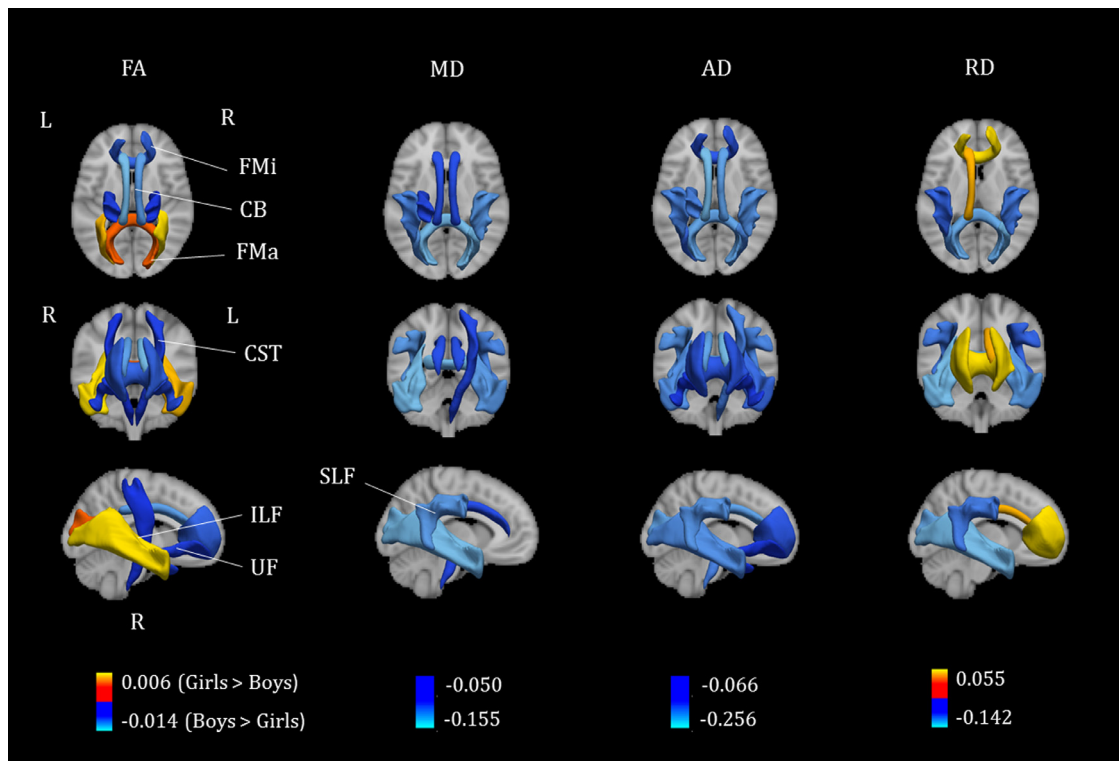 FA MD AD RD
L R
FMi
CB
FMa
R L
CST
SLF
ILF
UF
R
0.006 (Girls > Boys) -0.050 -0.066 0.055
-0.014 (Boys > Girls) -0.155 -0.256 -0.142